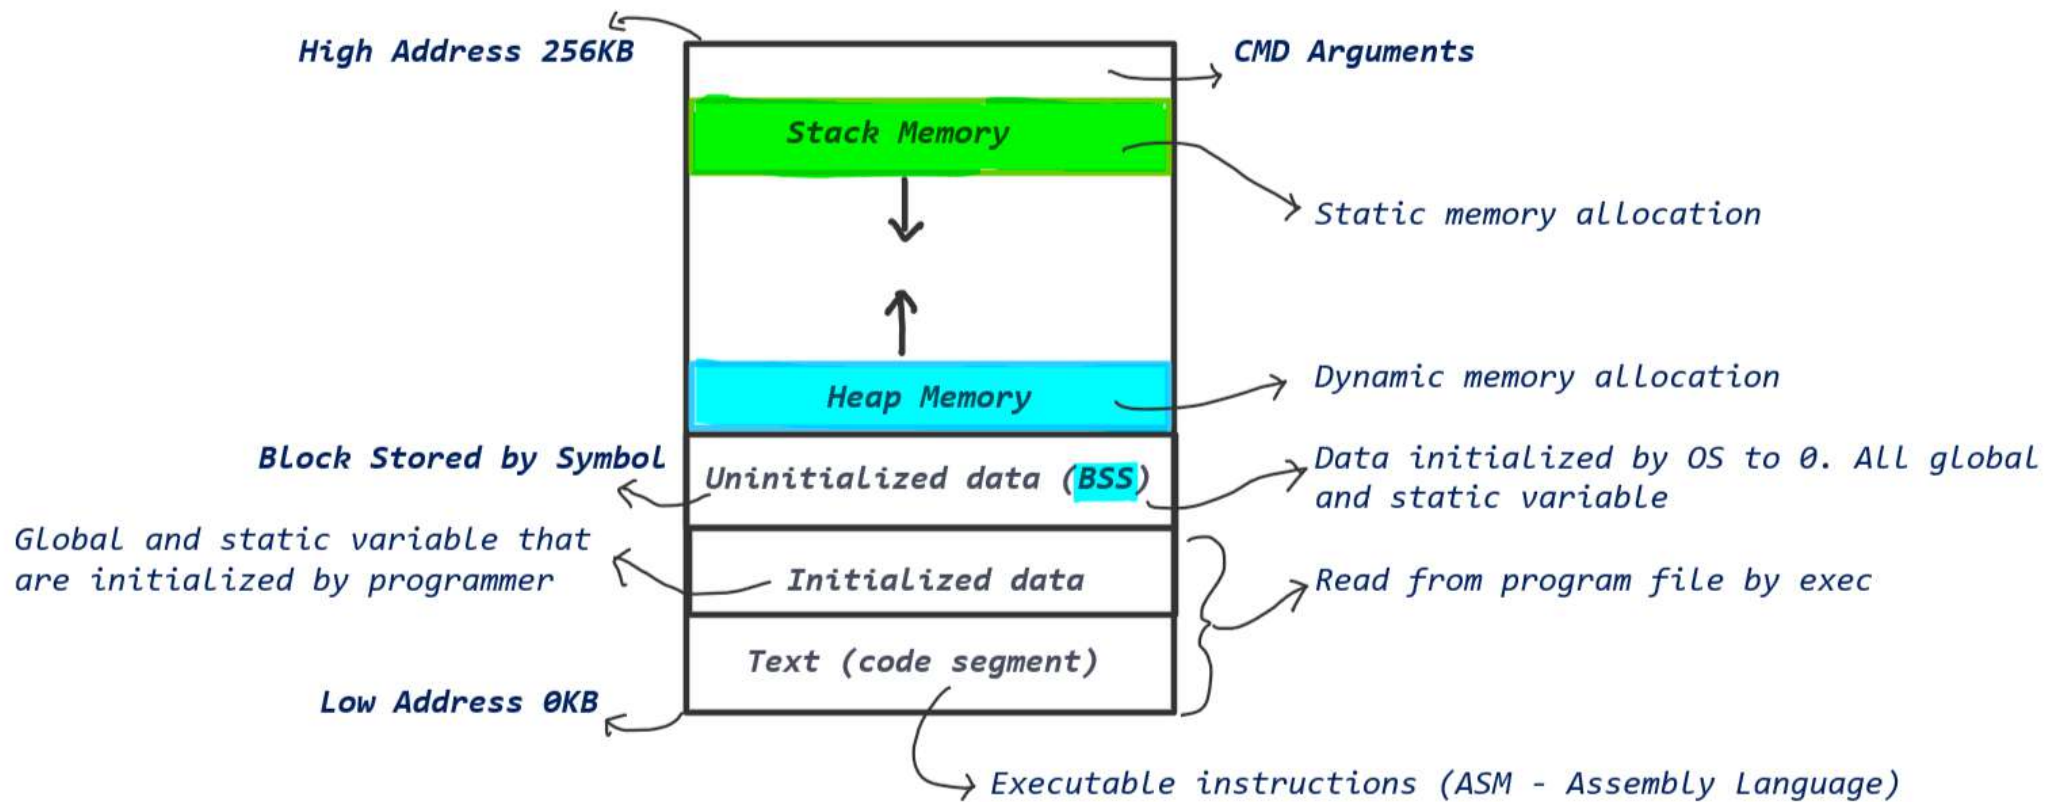 High Address 256KB
CMD Arguments
Stack Memory
Static memory allocation
Heap Memory
Dynamic memory allocation
Block Stored by Symbol
Uninitialized data (BSS)
Data initialized by OS to 0. All global
and static variable
Global and static variable that
are initialized by programmer
Initialized data
Read from program file by exec
Text (code segment)
Low Address 0KB
Executable instructions (ASM - Assembly Language)